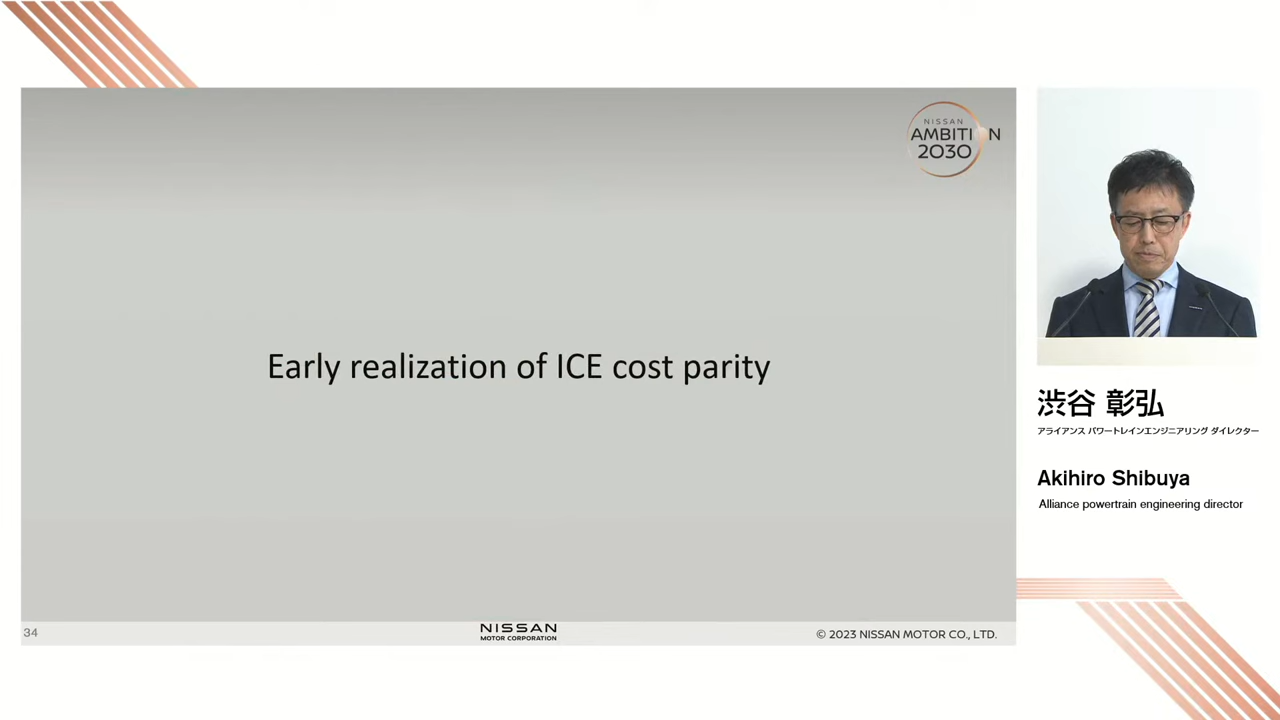 NISSAN
AMBITION
2030
Early realization of ICE cost parity
34
NISSAN
MOTOR CORPORATION
© 2023 NISSAN MOTOR CO., LTD.
渋谷 彰弘
アライアンス パワートレインエンジニアリング ダイレクター
Akihiro Shibuya
Alliance powertrain engineering director